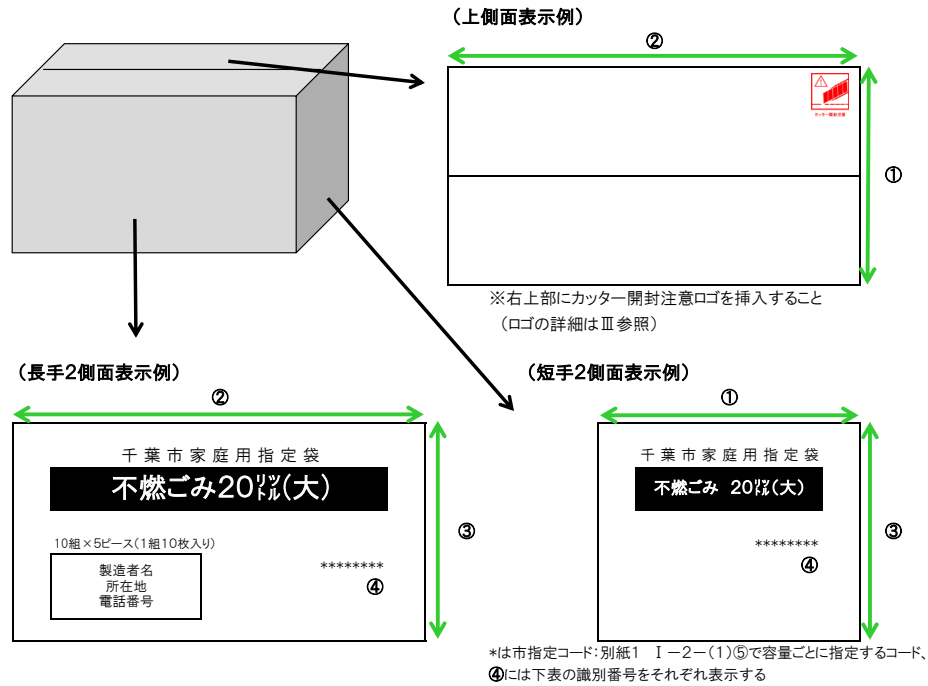 （上側面表示例）
②
カッター開封注意
①
※右上部にカッター開封注意ロゴを挿入すること
（ロゴの詳細はⅢ参照）
（長手2側面表示例）
②
千葉市家庭用指定袋
不燃ごみ20㍑(大)
10組×5ピース（1組10枚入り）
製造者名
所在地
電話番号
********
④
③
（短手2側面表示例）
①
千葉市家庭用指定袋
不燃ごみ 20㍑(大)
********
④
③
*は市指定コード：別紙1 Ⅰ－2－（1）⑤で容量ごとに指定するコード、
④には下表の識別番号をそれぞれ表示する